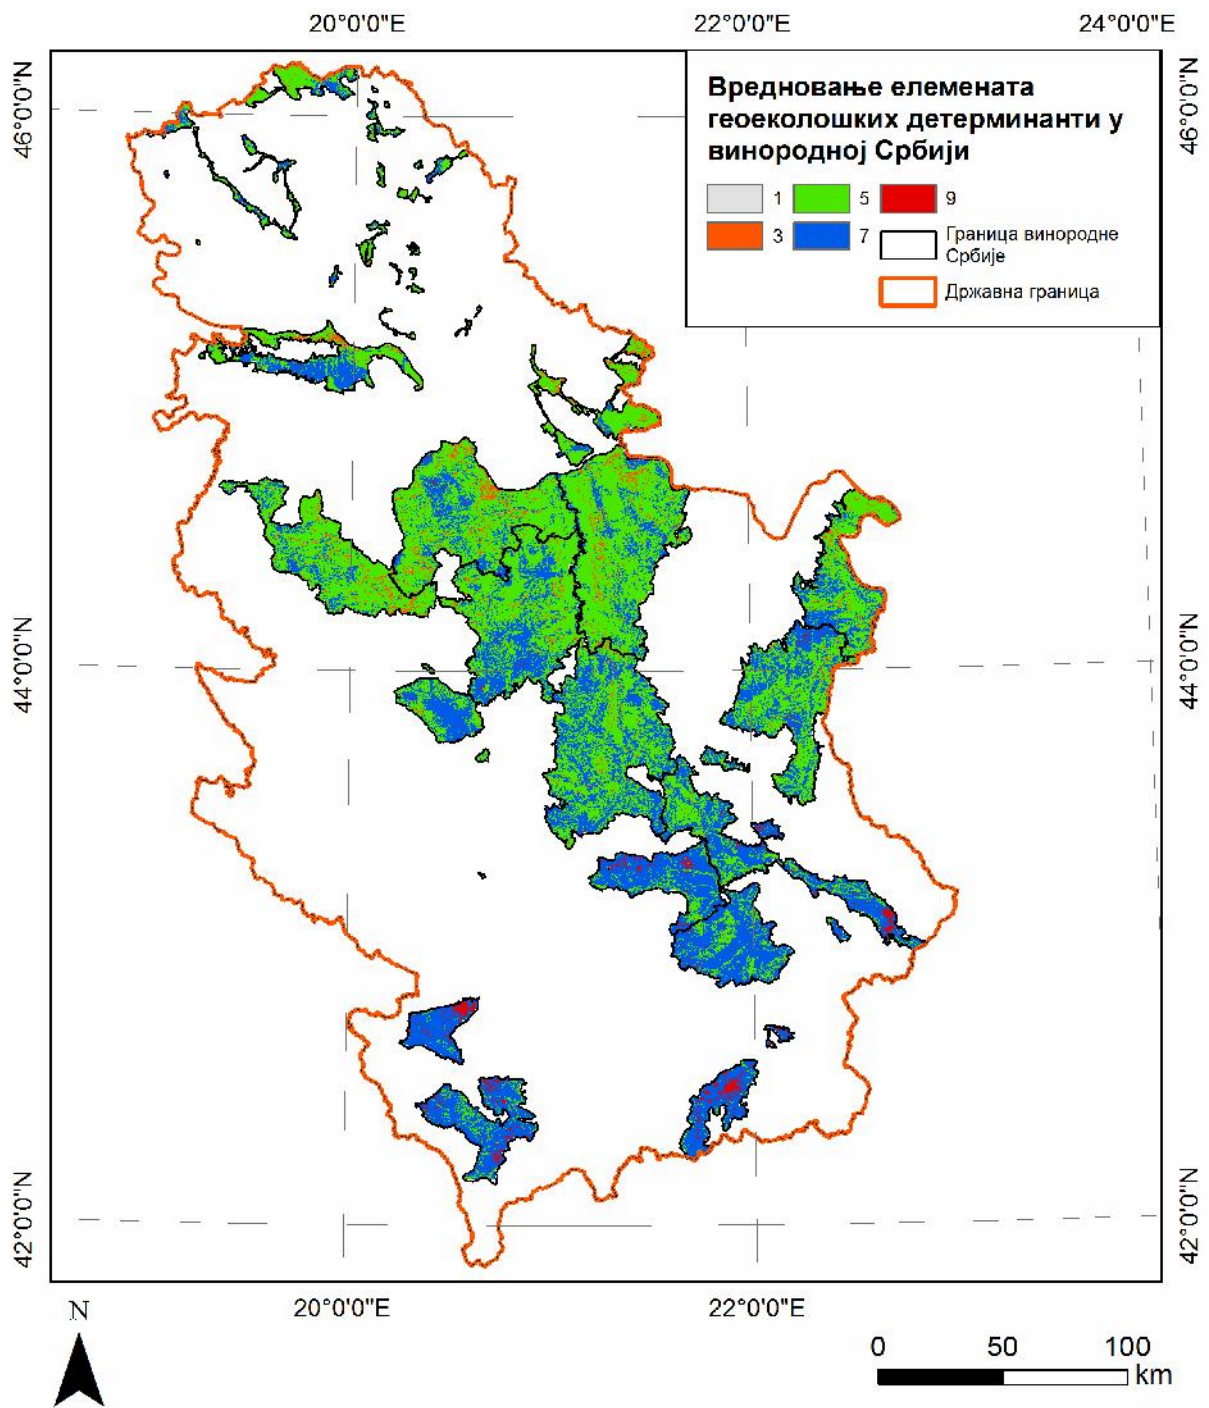 20°0'0"E 22°0'0"E 24°0'0"E
46°0'0"N
46°0'0"N
Вредновање елемената
геоеколошких детерминанти у
винородној Србији
1 5 9
3 7 Граница винородне
Србије
Државна граница
44°0'0"N
44°0'0"N
42°0'0"N
42°0'0"N
20°0'0"E 22°0'0"E
N
0 50 100
km